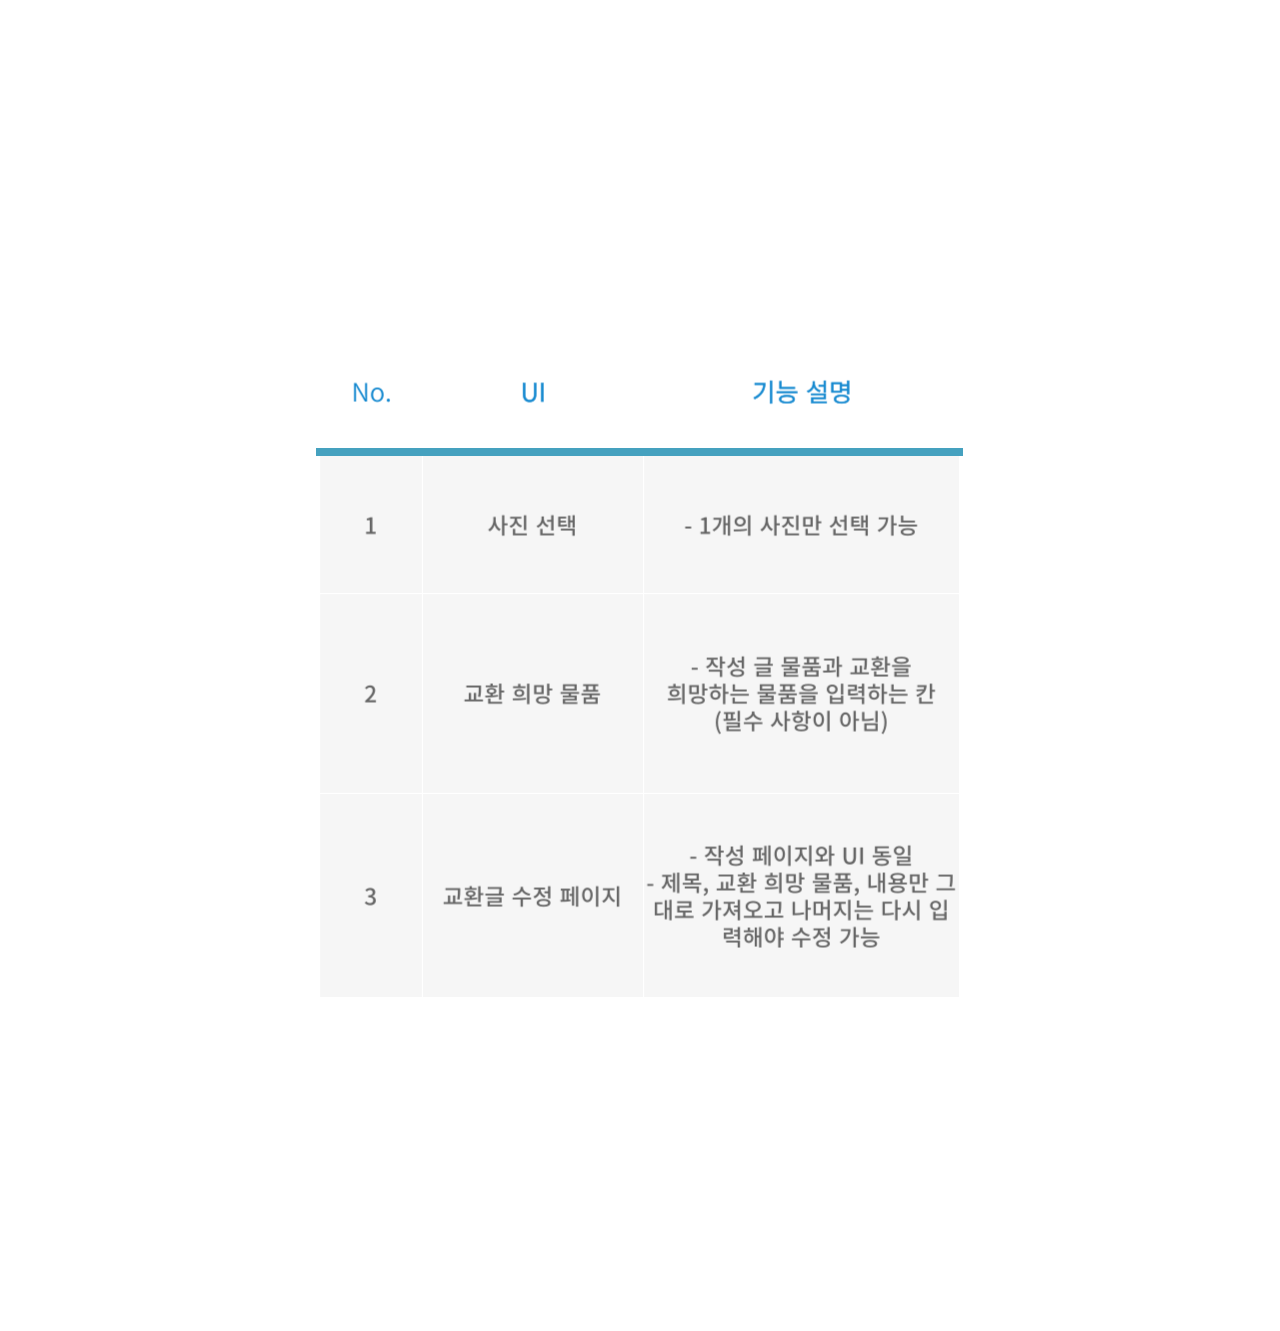 No. UI 기능 설명
1 사진 선택 - 1개의 사진만 선택 가능
- 작성 글 물품과 교환을
2 교환 희망 물품 희망하는 물품을 입력하는 칸
(필수 사항이 아님)
- 작성 페이지와 UI 동일
- 제목, 교환 희망 물품, 내용만 그
3 교환글 수정 페이지 대로 가져오고 나머지는 다시 입
력해야 수정 가능